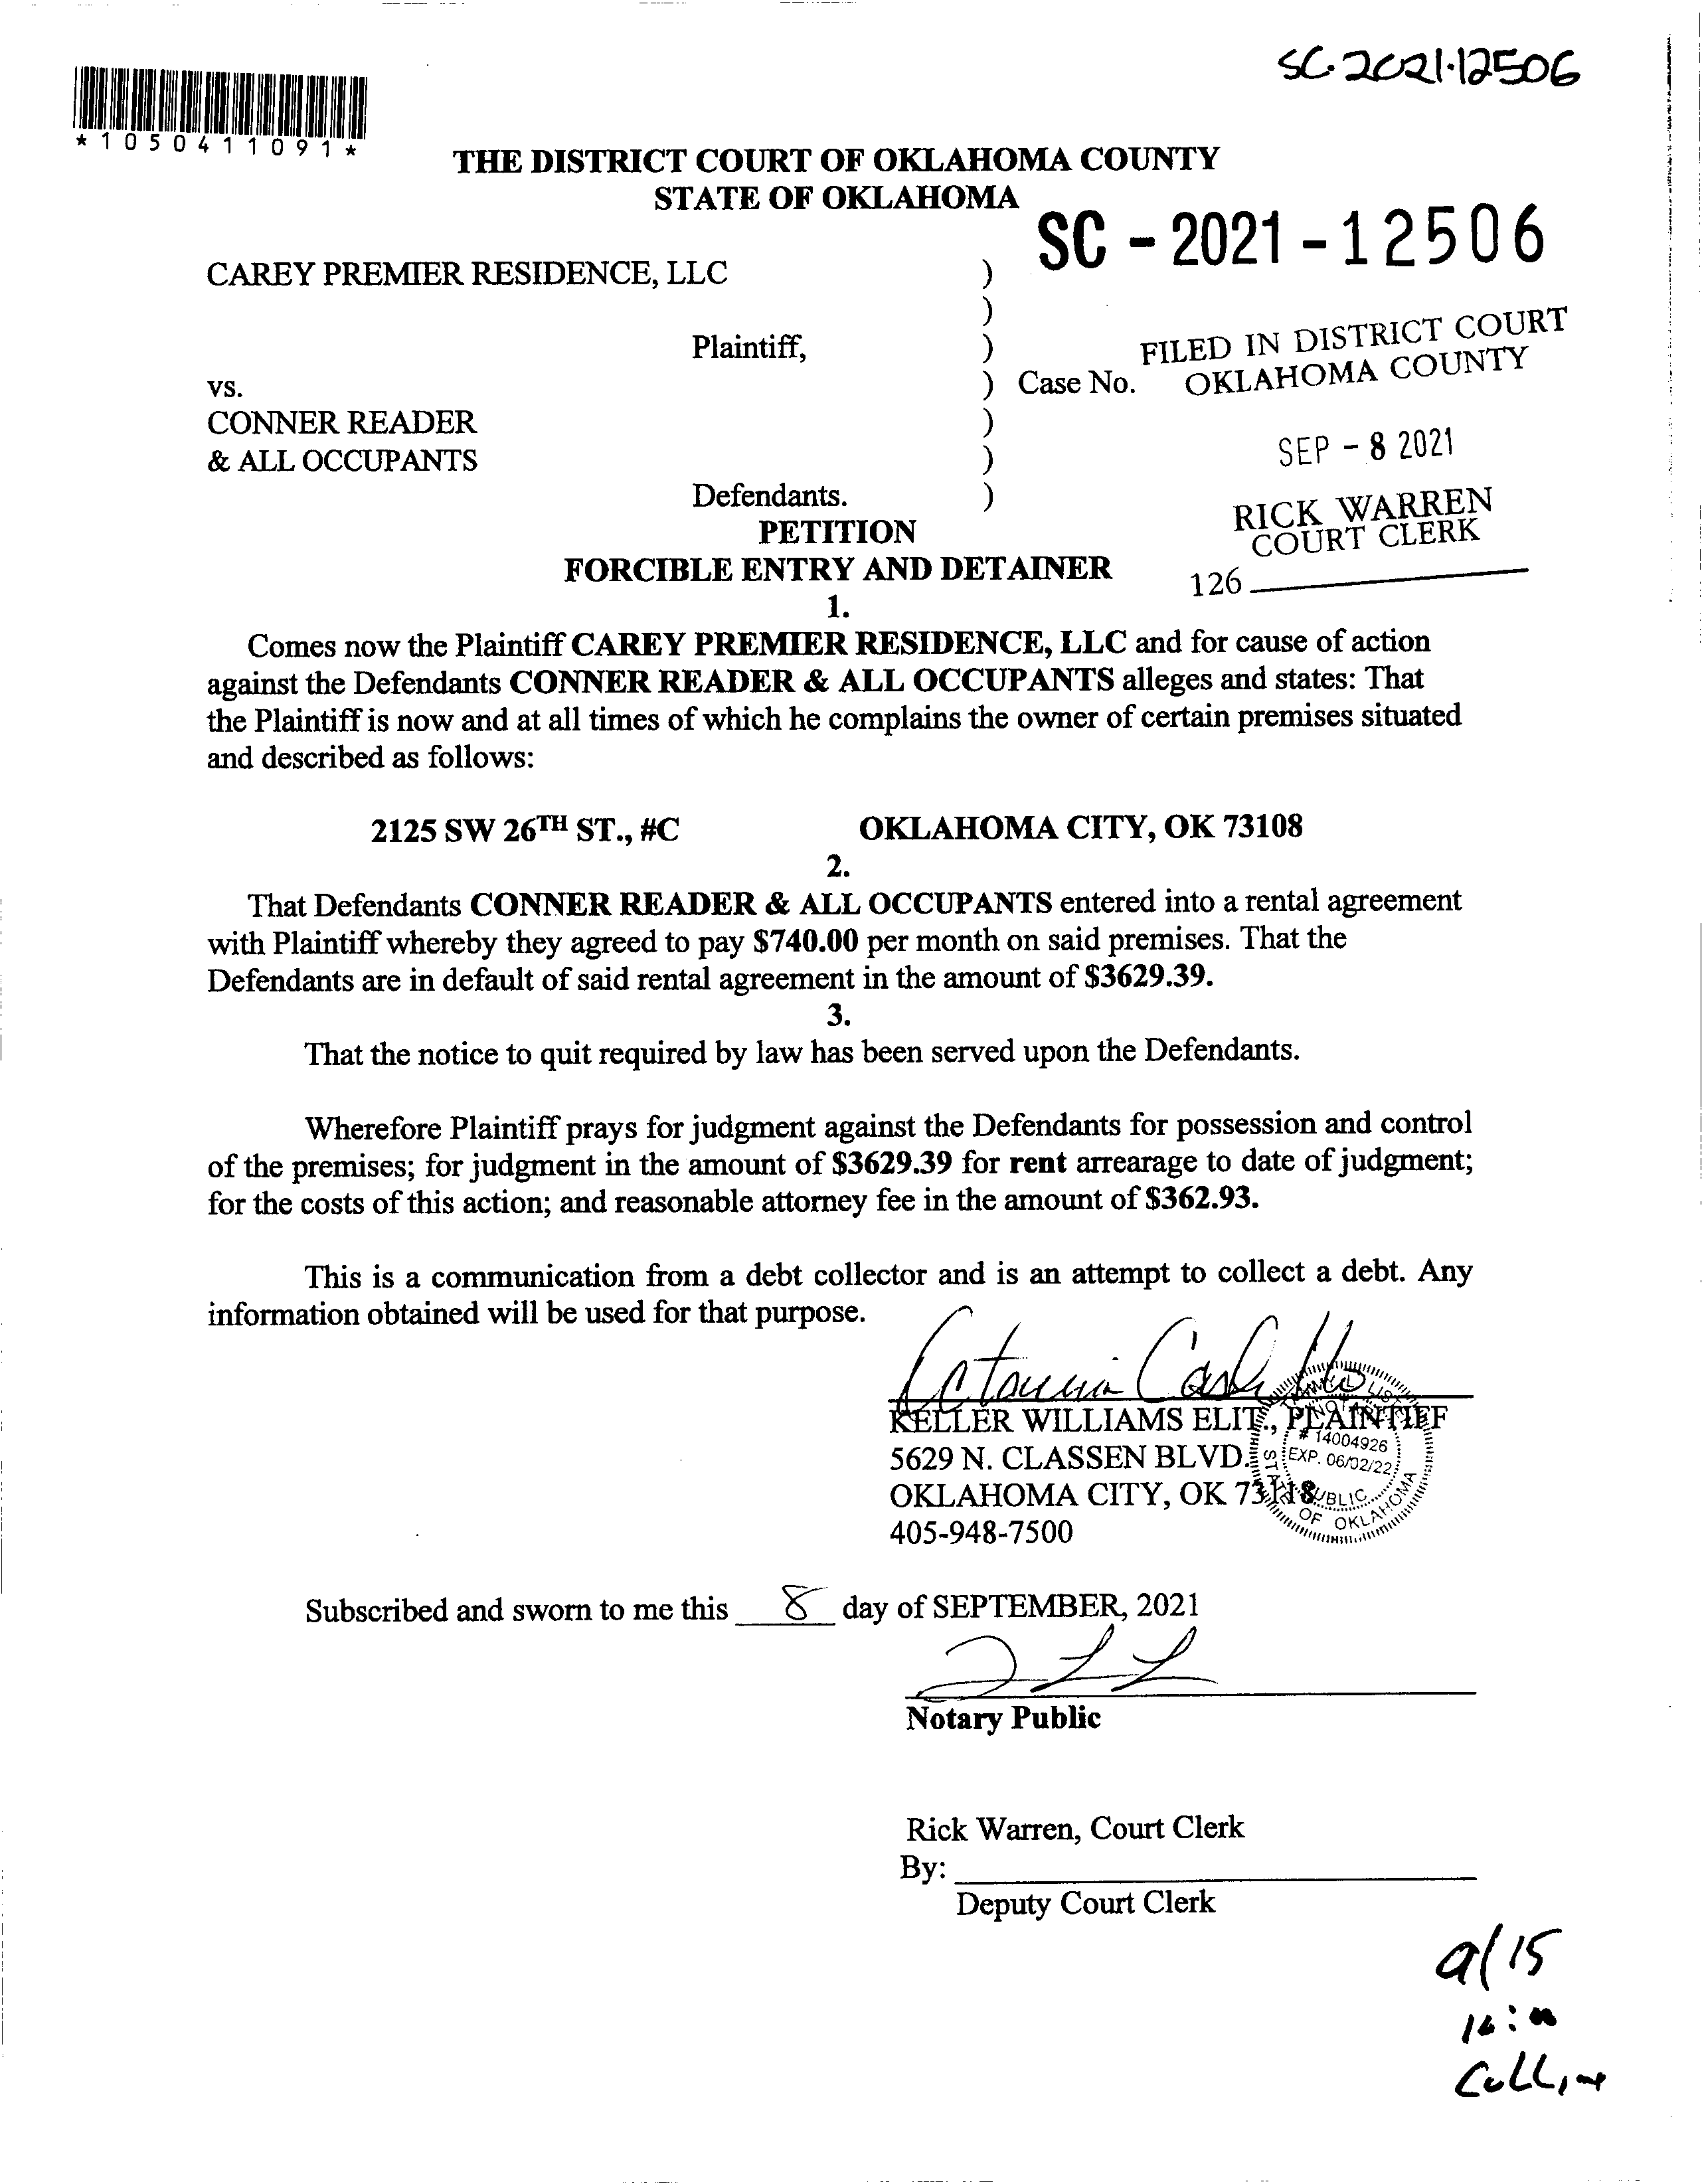 SC-2021-12506
*1050411091*
THE DISTRICT COURT OF OKLAHOMA COUNTY
STATE OF OKLAHOMA
SC - 2021 - 12506
CAREY PREMIER RESIDENCE, LLC )
)
Plaintiff, )
FILED IN DISTRICT COURT
vs. ) Case No. OKLAHOMA COUNTY
CONNER READER )
& ALL OCCUPANTS ) SEP - 8 2021
Defendants. )
RICK WARREN
COURT CLERK
PETITION
FORCIBLE ENTRY AND DETAINER
126
1.
Comes now the Plaintiff CAREY PREMIER RESIDENCE, LLC and for cause of action
against the Defendants CONNER READER & ALL OCCUPANTS alleges and states: That
the Plaintiff is now and at all times of which he complains the owner of certain premises situated
and described as follows:
2125 SW 26TH ST., #C OKLAHOMA CITY, OK 73108
2.
That Defendants CONNER READER & ALL OCCUPANTS entered into a rental agreement
with Plaintiff whereby they agreed to pay $740.00 per month on said premises. That the
Defendants are in default of said rental agreement in the amount of $3629.39.
3.
That the notice to quit required by law has been served upon the Defendants.
Wherefore Plaintiff prays for judgment against the Defendants for possession and control
of the premises; for judgment in the amount of $3629.39 for rent arrearage to date of judgment;
for the costs of this action; and reasonable attorney fee in the amount of $362.93.
This is a communication from a debt collector and is an attempt to collect a debt. Any
information obtained will be used for that purpose.
KELLER WILLIAMS ELIT., PLAINTIFF
5629 N. CLASSEN BLVD.
OKLAHOMA CITY, OK 73118
405-948-7500
NOTARY
# 14004926
EXP. 06/02/22
PUBLIC
STATE OF OKLAHOMA
Subscribed and sworn to me this 8 day of SEPTEMBER, 2021
Notary Public
Rick Warren, Court Clerk
By:
Deputy Court Clerk
9/15